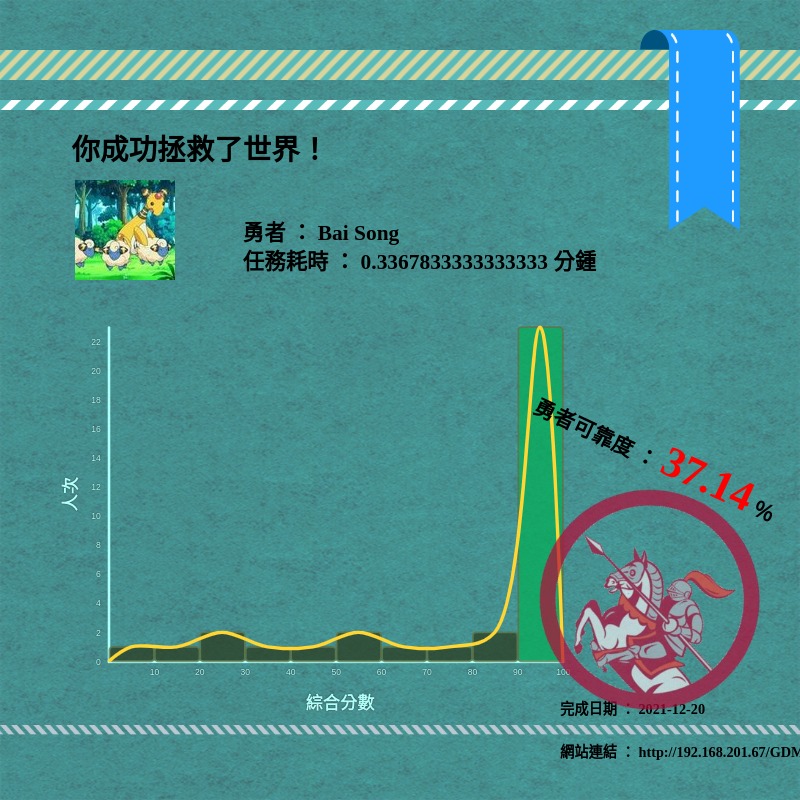 你成功拯救了世界！
勇者 ： Bai Song
任務耗時 ： 0.3367833333333333 分鍾
勇者可靠度 ： 37.14 %
人次
22
20
18
16
14
12
10
8
6
4
2
0
10 20 30 40 50 60 70 80 90 100
綜合分數
完成日期 ： 2021-12-20
網站連結 ： http://192.168.201.67/GDM